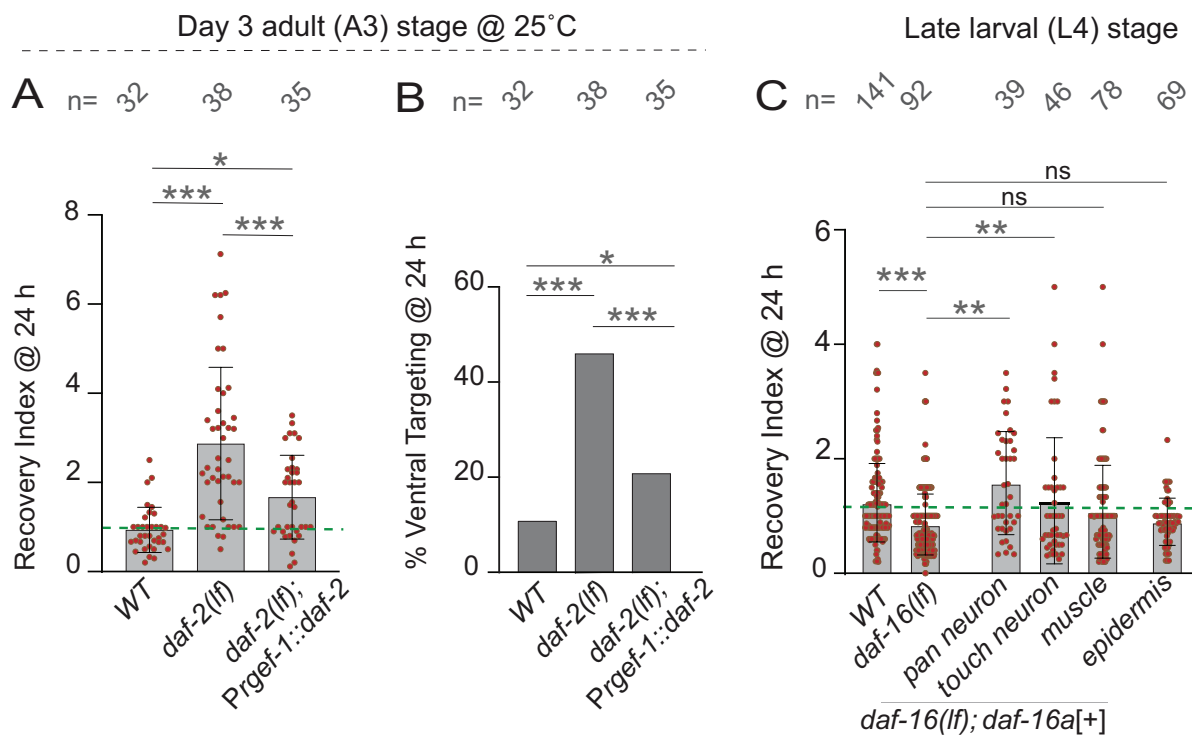 Day 3 adult (A3) stage @ 25˚C
Late larval (L4) stage
A
n= 32 38 35
Recovery Index @ 24 h
8
6
4
2
0
*
***
***
WT
daf-2(lf)
daf-2(lf);
Prgef-1::daf-2
B
32 38 35
% Ventral Targeting @ 24 h
60
40
20
0
*
***
***
WT
daf-2(lf)
daf-2(lf);
Prgef-1::daf-2
C
n= 141 92 39 46 78 69
Recovery Index @ 24 h
6
4
2
0
ns
ns
**
***
**
WT
daf-16(lf)
pan neuron
touch neuron
muscle
epidermis
daf-16(lf); daf-16a[+]